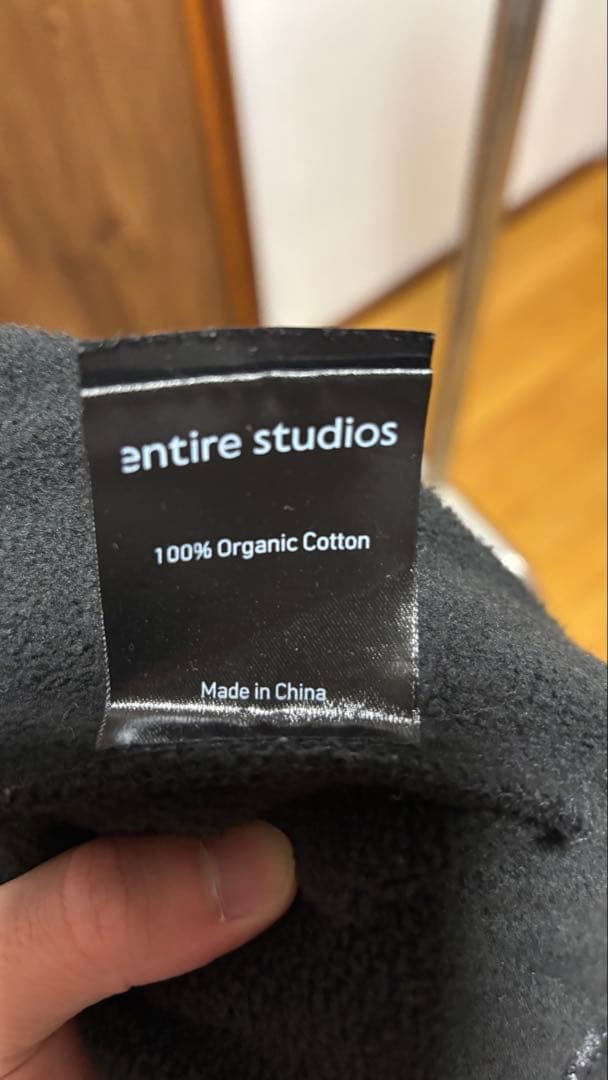 entire studios
100% Organic Cotton
Made in China